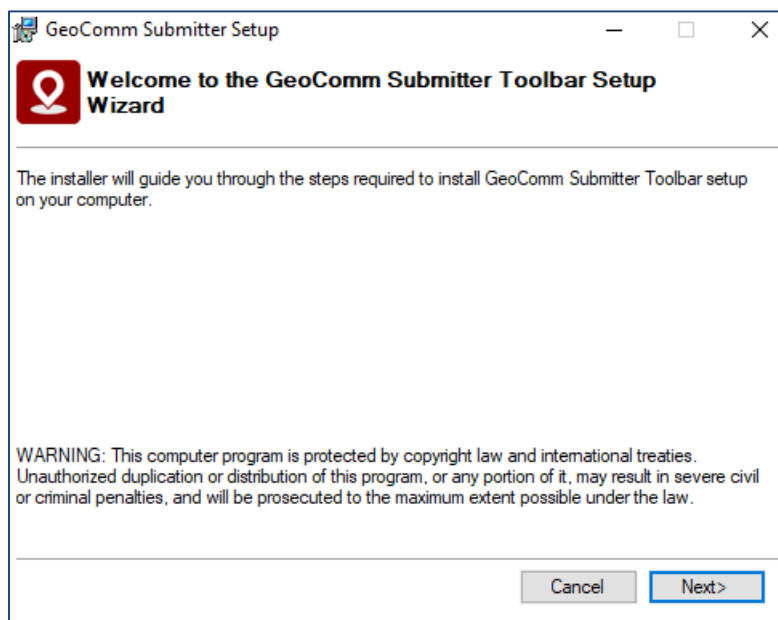 GeoComm Submitter Setup
Welcome to the GeoComm Submitter Toolbar Setup
Wizard
The installer will guide you through the steps required to install GeoComm Submitter Toolbar setup
on your computer.
WARNING: This computer program is protected by copyright law and international treaties.
Unauthorized duplication or distribution of this program, or any portion of it, may result in severe civil
or criminal penalties, and will be prosecuted to the maximum extent possible under the law.
Cancel
Next>